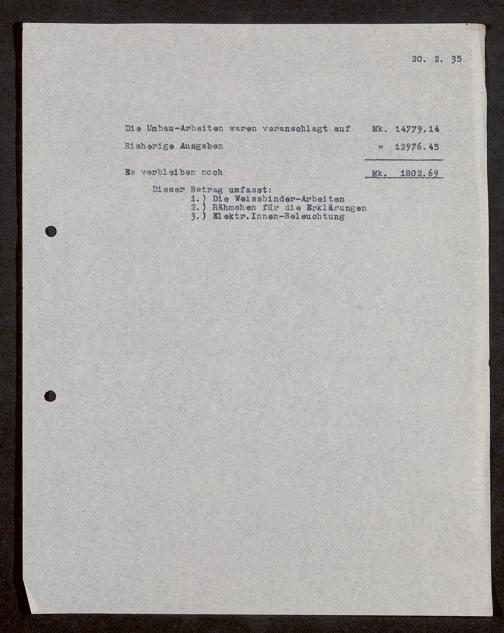 20. 2. 35
Die Umbau-Arbeiten waren veranschlagt auf Mk. 14779.14
Bisherige Ausgaben " 12976.45
Es verbleiben noch Mk. 1802.69
Dieser Betrag umfasst:
1.) Die Weissbinder-Arbeiten
2.) Rähmchen für die Erklärungen
3.) Elektr.Innen-Beleuchtung